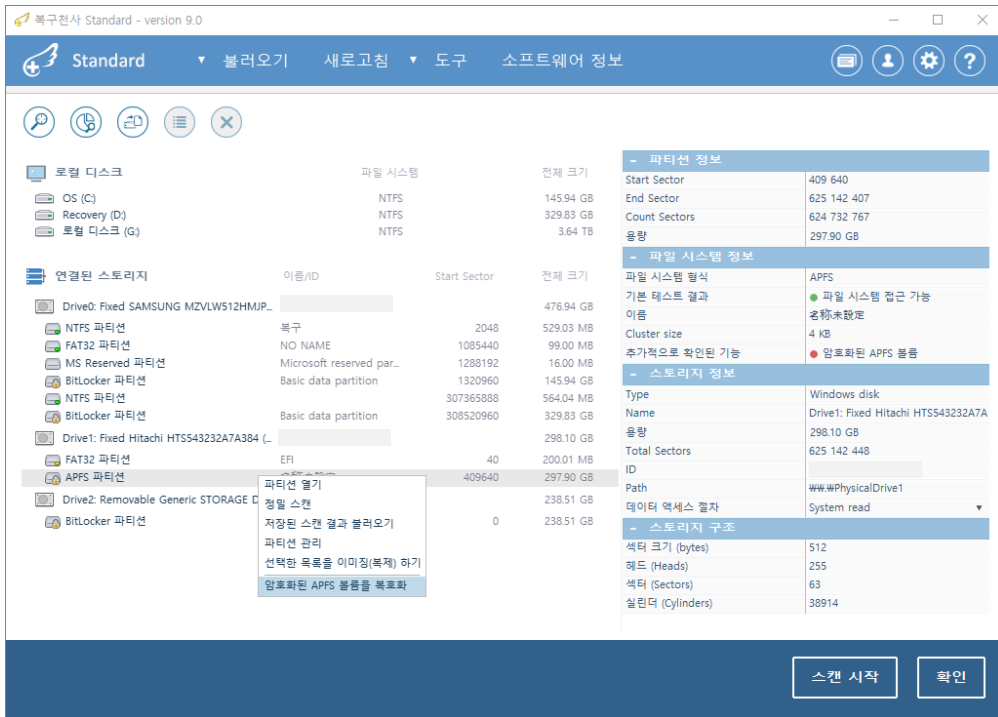 복구천사 Standard - version 9.0
Standard ▼ 불러오기 새로고침 ▼ 도구 소프트웨어 정보
로컬 디스크 파일 시스템 전체 크기
OS (C:) NTFS 145.94 GB
Recovery (D:) NTFS 329.83 GB
로컬 디스크 (G:) NTFS 3.64 TB
연결된 스토리지 이름/ID Start Sector 전체 크기
Drive0: Fixed SAMSUNG MZVLW512HMJP... 476.94 GB
NTFS 파티션 복구 2048 529.03 MB
FAT32 파티션 NO NAME 1085440 99.00 MB
MS Reserved 파티션 Microsoft reserved par... 1288192 16.00 MB
BitLocker 파티션 Basic data partition 1320960 145.94 GB
NTFS 파티션 307365888 564.04 MB
BitLocker 파티션 Basic data partition 308520960 329.83 GB
Drive1: Fixed Hitachi HTS543232A7A384 (... 298.10 GB
FAT32 파티션 EFI 40 200.01 MB
APFS 파티션 409640 297.90 GB
Drive2: Removable Generic STORAGE D 238.51 GB
BitLocker 파티션 0 238.51 GB
파티션 열기
정밀 스캔
저장된 스캔 결과 불러오기
파티션 관리
선택한 목록을 이미징(복제) 하기
암호화된 APFS 볼륨을 복호화
- 파티션 정보
Start Sector 409 640
End Sector 625 142 407
Count Sectors 624 732 767
용량 297.90 GB
- 파일 시스템 정보
파일 시스템 형식 APFS
기본 테스트 결과 ● 파일 시스템 접근 가능
이름 名称未設定
Cluster size 4 KB
추가적으로 확인된 기능 ● 암호화된 APFS 볼륨
- 스토리지 정보
Type Windows disk
Name Drive1: Fixed Hitachi HTS543232A7A
용량 298.10 GB
Total Sectors 625 142 448
ID
Path ₩₩.₩PhysicalDrive1
데이터 액세스 절차 System read ▼
- 스토리지 구조
섹터 크기 (bytes) 512
헤드 (Heads) 255
섹터 (Sectors) 63
실린더 (Cylinders) 38914
스캔 시작 확인